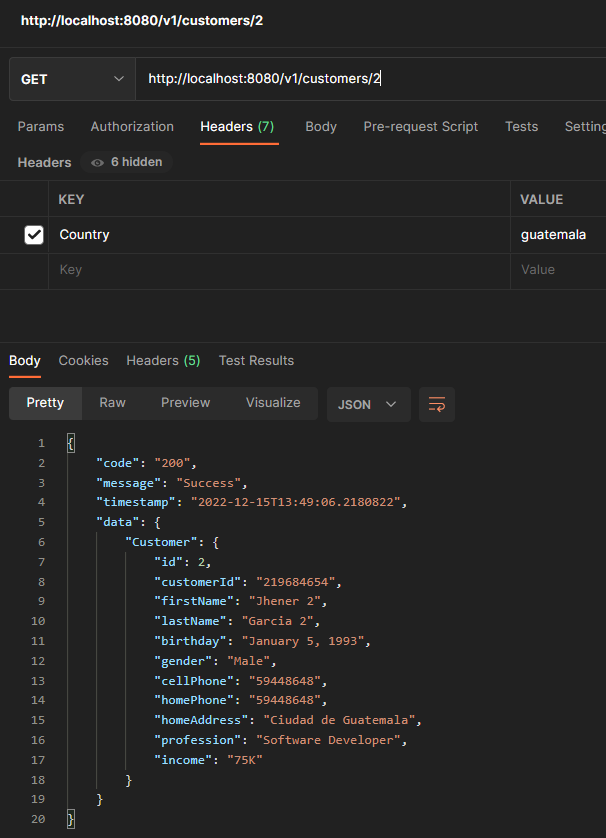 http://localhost:8080/v1/customers/2
GET http://localhost:8080/v1/customers/2
Params Authorization Headers (7) Body Pre-request Script Tests Setting
Headers 6 hidden
KEY VALUE
Country guatemala
Key Value
Body Cookies Headers (5) Test Results
Pretty Raw Preview Visualize JSON
1 {
2 "code": "200",
3 "message": "Success",
4 "timestamp": "2022-12-15T13:49:06.2180822",
5 "data": {
6 "Customer": {
7 "id": 2,
8 "customerId": "219684654",
9 "firstName": "Jhener 2",
10 "lastName": "Garcia 2",
11 "birthday": "January 5, 1993",
12 "gender": "Male",
13 "cellPhone": "59448648",
14 "homePhone": "59448648",
15 "homeAddress": "Ciudad de Guatemala",
16 "profession": "Software Developer",
17 "income": "75K"
18 }
19 }
20 }